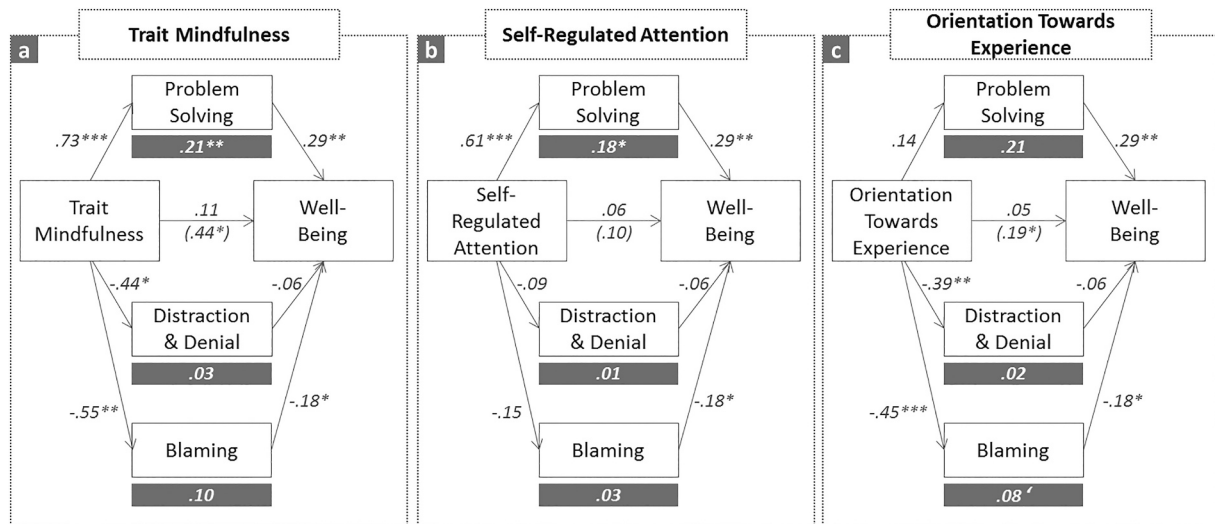 a
Trait Mindfulness
Problem
Solving
.21**
.73***
.29**
Trait
Mindfulness
.11
(.44*)
Well-
Being
-.44*
-.06
Distraction
& Denial
.03
-.55**
-.18*
Blaming
.10
b
Self-Regulated Attention
Problem
Solving
.18*
.61***
.29**
Self-
Regulated
Attention
.06
(.10)
Well-
Being
-.09
-.06
Distraction
& Denial
.01
-.15
-.18*
Blaming
.03
c
Orientation Towards
Experience
Problem
Solving
.21
.14
.29**
Orientation
Towards
Experience
.05
(.19*)
Well-
Being
-.39**
-.06
Distraction
& Denial
.02
-.45***
-.18*
Blaming
.08‘